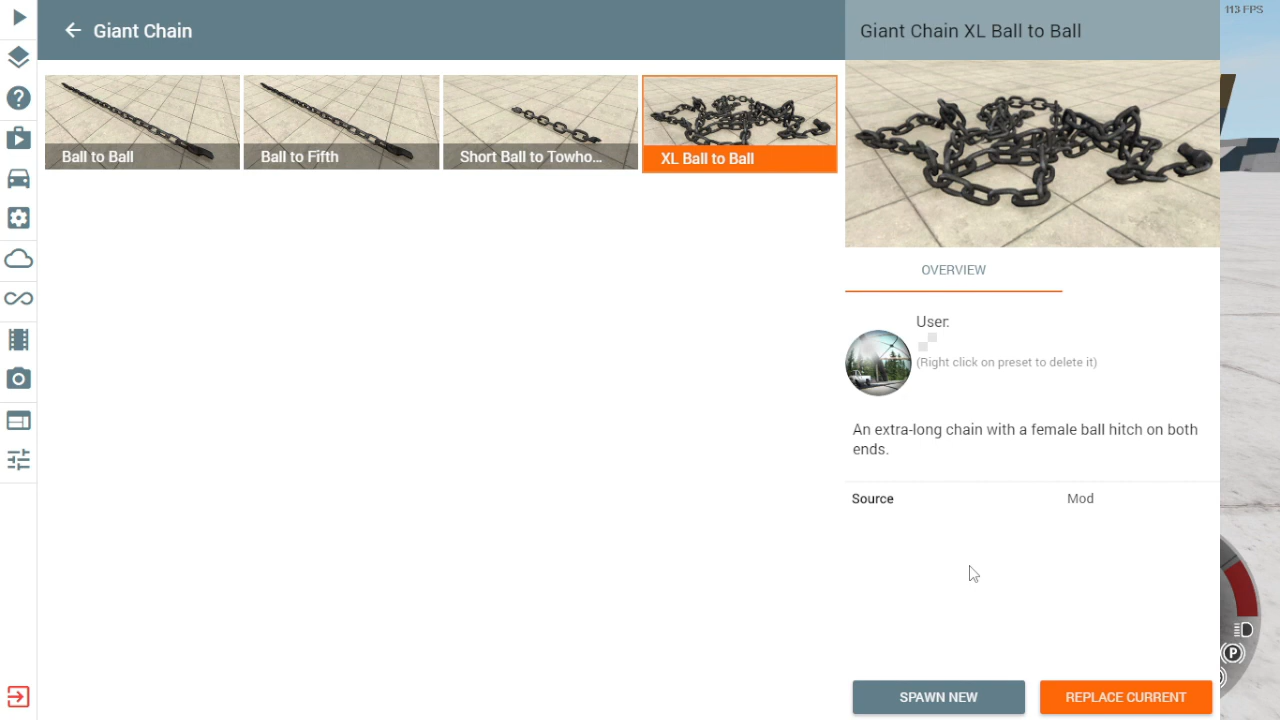 113 FPS
Giant Chain
Giant Chain XL Ball to Ball
Ball to Ball
Ball to Fifth
Short Ball to Towho...
XL Ball to Ball
OVERVIEW
User:
(Right click on preset to delete it)
An extra-long chain with a female ball hitch on both
ends.
Source Mod
SPAWN NEW
REPLACE CURRENT